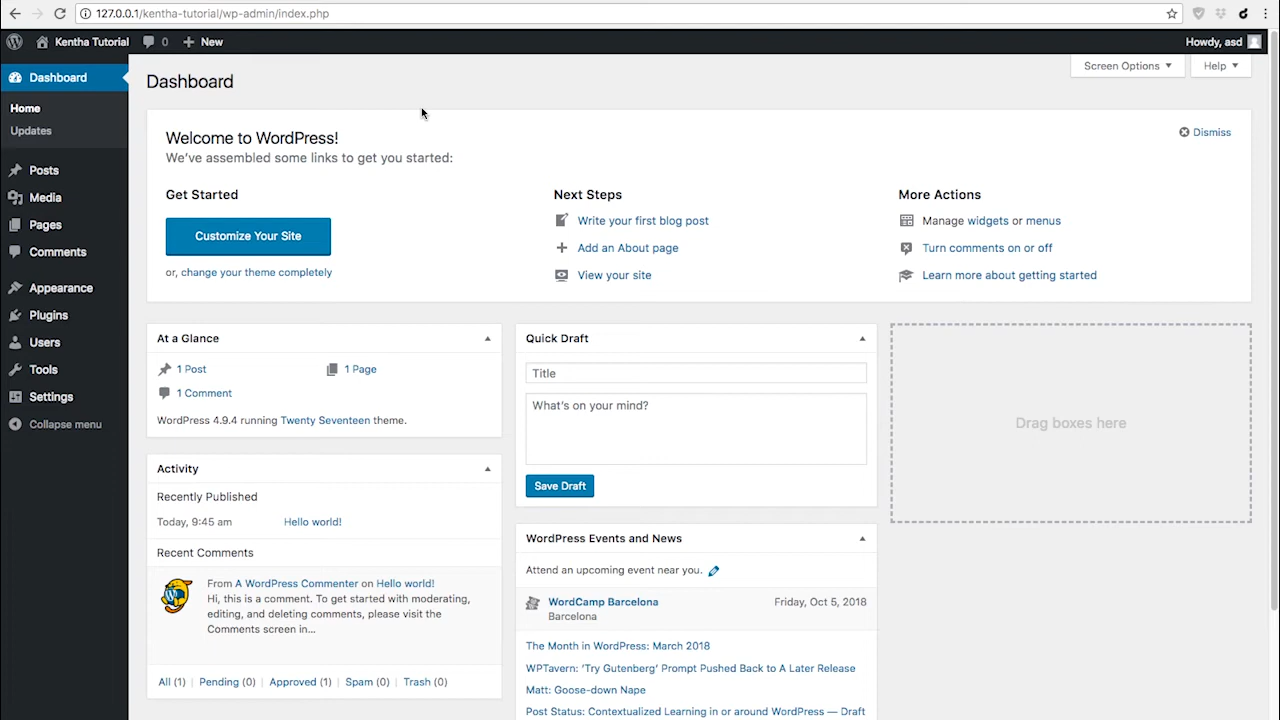 127.0.0.1/kentha-tutorial/wp-admin/index.php
Kentha Tutorial 0 New Howdy, asd
Dashboard
Home
Updates
Posts
Media
Pages
Comments
Appearance
Plugins
Users
Tools
Settings
Collapse menu
Screen Options Help
Dashboard
Welcome to WordPress!
We've assembled some links to get you started:
Dismiss
Get Started
Customize Your Site
or, change your theme completely
Next Steps
Write your first blog post
Add an About page
View your site
More Actions
Manage widgets or menus
Turn comments on or off
Learn more about getting started
At a Glance
1 Post 1 Page
1 Comment
WordPress 4.9.4 running Twenty Seventeen theme.
Activity
Recently Published
Today, 9:45 am Hello world!
Recent Comments
From A WordPress Commenter on Hello world!
Hi, this is a comment. To get started with moderating,
editing, and deleting comments, please visit the
Comments screen in...
All (1) | Pending (0) | Approved (1) | Spam (0) | Trash (0)
Quick Draft
Title
What's on your mind?
Save Draft
WordPress Events and News
Attend an upcoming event near you.
WordCamp Barcelona Friday, Oct 5, 2018
Barcelona
The Month in WordPress: March 2018
WPTavern: 'Try Gutenberg' Prompt Pushed Back to A Later Release
Matt: Goose-down Nape
Post Status: Contextualized Learning in or around WordPress — Draft
Drag boxes here